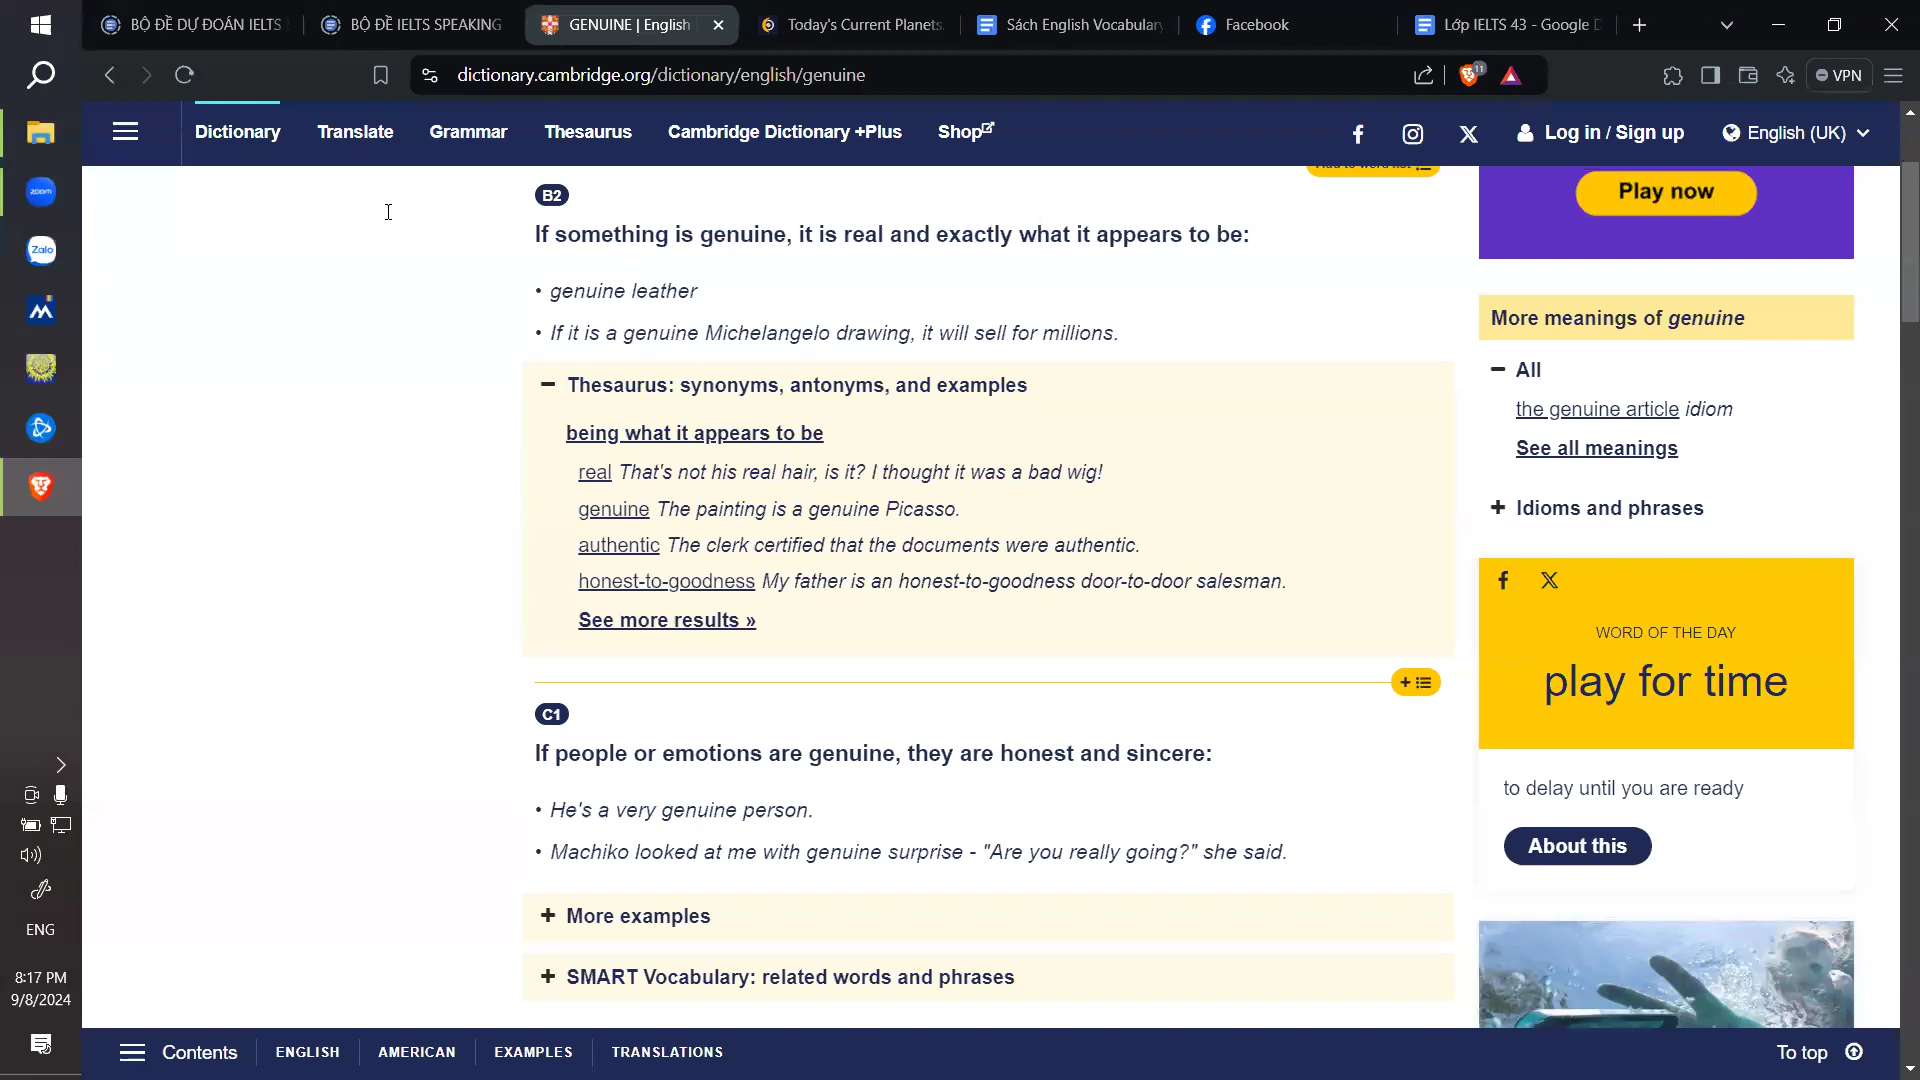 BỘ ĐỀ DỰ ĐOÁN IELTS
BỘ ĐỀ IELTS SPEAKING
GENUINE | English
Today's Current Planets
Sách English Vocabulary
Facebook
Lớp IELTS 43 - Google D
dictionary.cambridge.org/dictionary/english/genuine
11
VPN
Dictionary
Translate
Grammar
Thesaurus
Cambridge Dictionary +Plus
Shop
Log in / Sign up
English (UK)
zoom
Zalo
B2
If something is genuine, it is real and exactly what it appears to be:
• genuine leather
• If it is a genuine Michelangelo drawing, it will sell for millions.
Thesaurus: synonyms, antonyms, and examples
being what it appears to be
real That's not his real hair, is it? I thought it was a bad wig!
genuine The painting is a genuine Picasso.
authentic The clerk certified that the documents were authentic.
honest-to-goodness My father is an honest-to-goodness door-to-door salesman.
See more results »
C1
If people or emotions are genuine, they are honest and sincere:
• He's a very genuine person.
• Machiko looked at me with genuine surprise - "Are you really going?" she said.
+ More examples
+ SMART Vocabulary: related words and phrases
Play now
More meanings of genuine
All
the genuine article idiom
See all meanings
+ Idioms and phrases
WORD OF THE DAY
play for time
to delay until you are ready
About this
ENG
8:17 PM
9/8/2024
Contents
ENGLISH
AMERICAN
EXAMPLES
TRANSLATIONS
To top